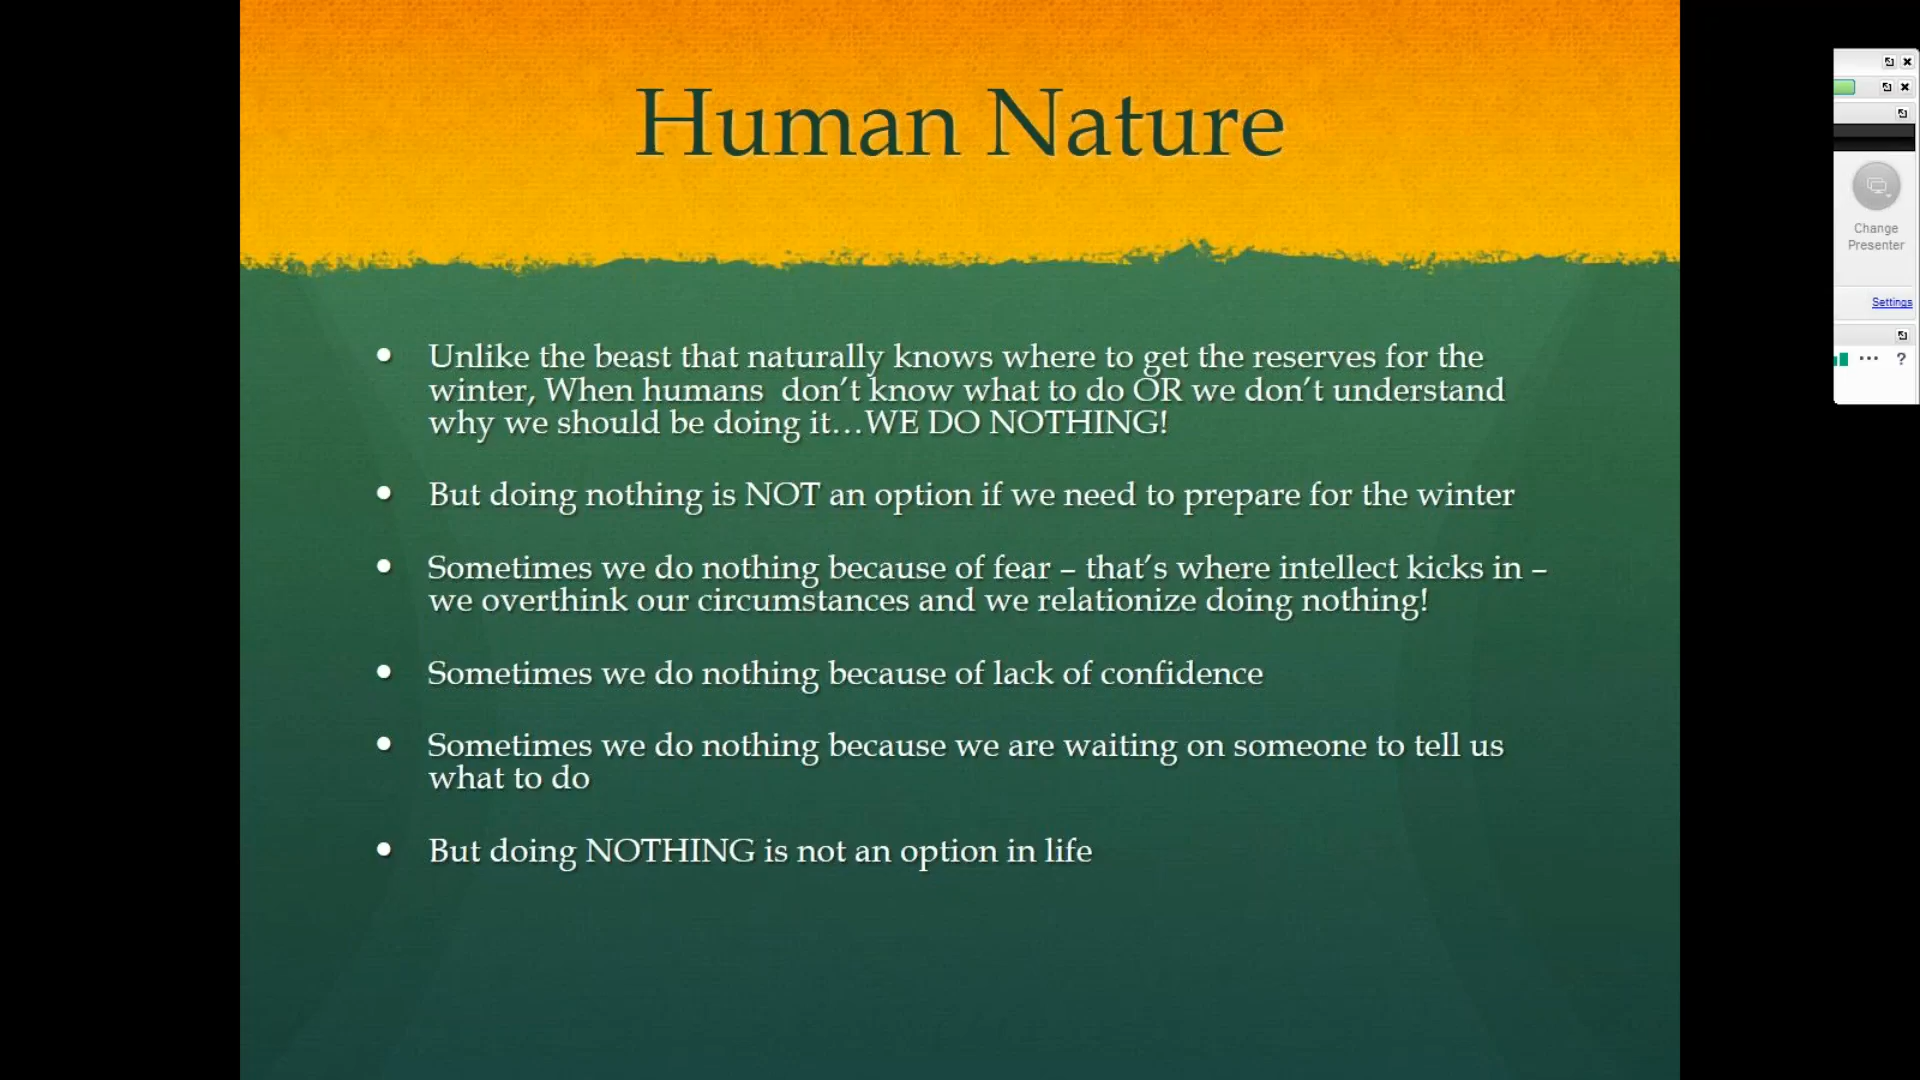 Human Nature
• Unlike the beast that naturally knows where to get the reserves for the
winter, When humans  don’t know what to do OR we don’t understand
why we should be doing it…WE DO NOTHING!
• But doing nothing is NOT an option if we need to prepare for the winter
• Sometimes we do nothing because of fear – that’s where intellect kicks in –
we overthink our circumstances and we relationize doing nothing!
• Sometimes we do nothing because of lack of confidence
• Sometimes we do nothing because we are waiting on someone to tell us
what to do
• But doing NOTHING is not an option in life
Change
Presenter
Settings
... ?